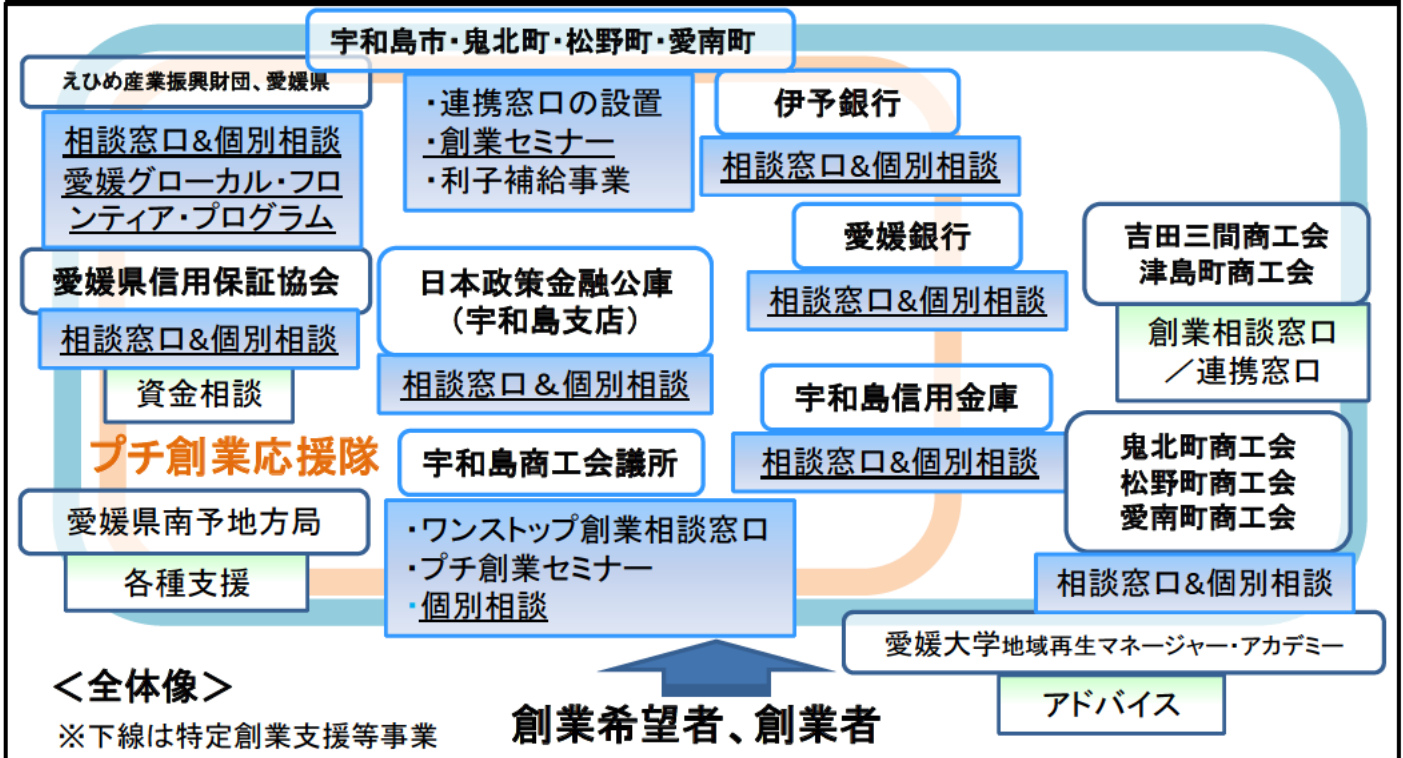 宇和島市・鬼北町・松野町・愛南町
・連携窓口の設置
・創業セミナー
・利子補給事業
えひめ産業振興財団、愛媛県
相談窓口&個別相談
愛媛グローカル・フロ
ンティア・プログラム
伊予銀行
相談窓口&個別相談
愛媛銀行
相談窓口&個別相談
吉田三間商工会
津島町商工会
創業相談窓口
／連携窓口
愛媛県信用保証協会
相談窓口&個別相談
資金相談
日本政策金融公庫
（宇和島支店）
相談窓口＆個別相談
宇和島信用金庫
相談窓口&個別相談
鬼北町商工会
松野町商工会
愛南町商工会
相談窓口&個別相談
プチ創業応援隊
宇和島商工会議所
・ワンストップ創業相談窓口
・プチ創業セミナー
・個別相談
愛媛県南予地方局
各種支援
愛媛大学地域再生マネージャー・アカデミー
アドバイス
＜全体像＞
※下線は特定創業支援等事業
創業希望者、創業者